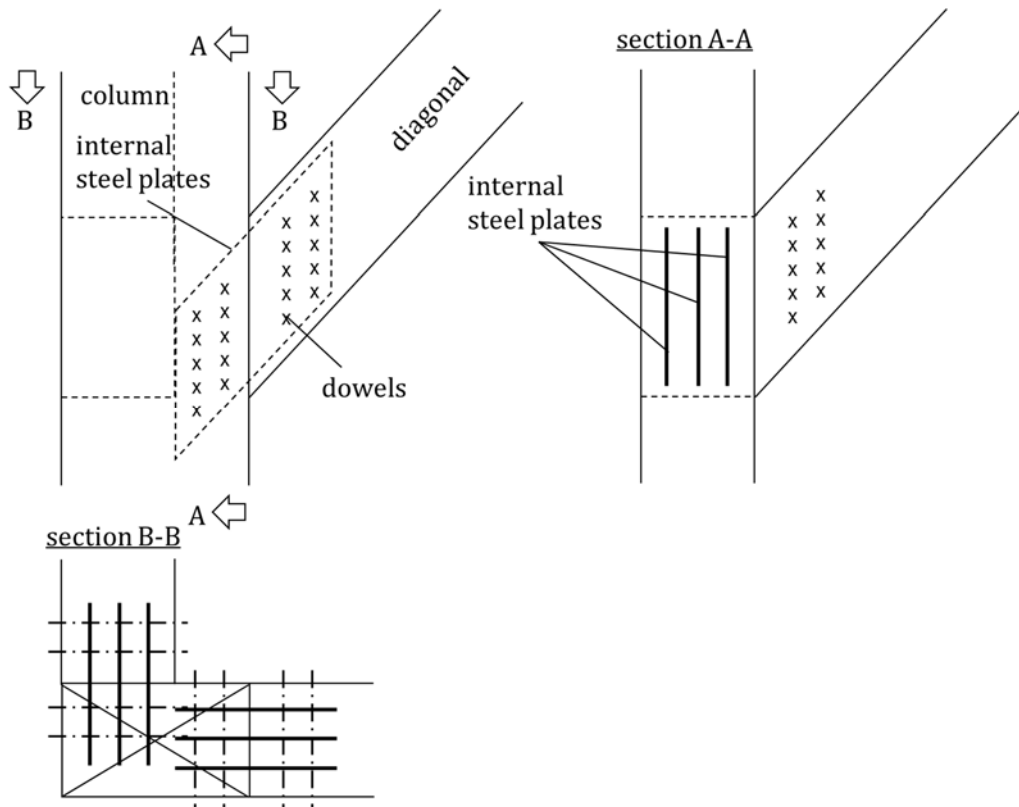 A
section A-A
B
column
B
diagonal
internal
steel plates
internal
steel plates
x x x x x x x x x x
x x x x x x x x x x
x x x x x x x x x x
dowels
A
section B-B